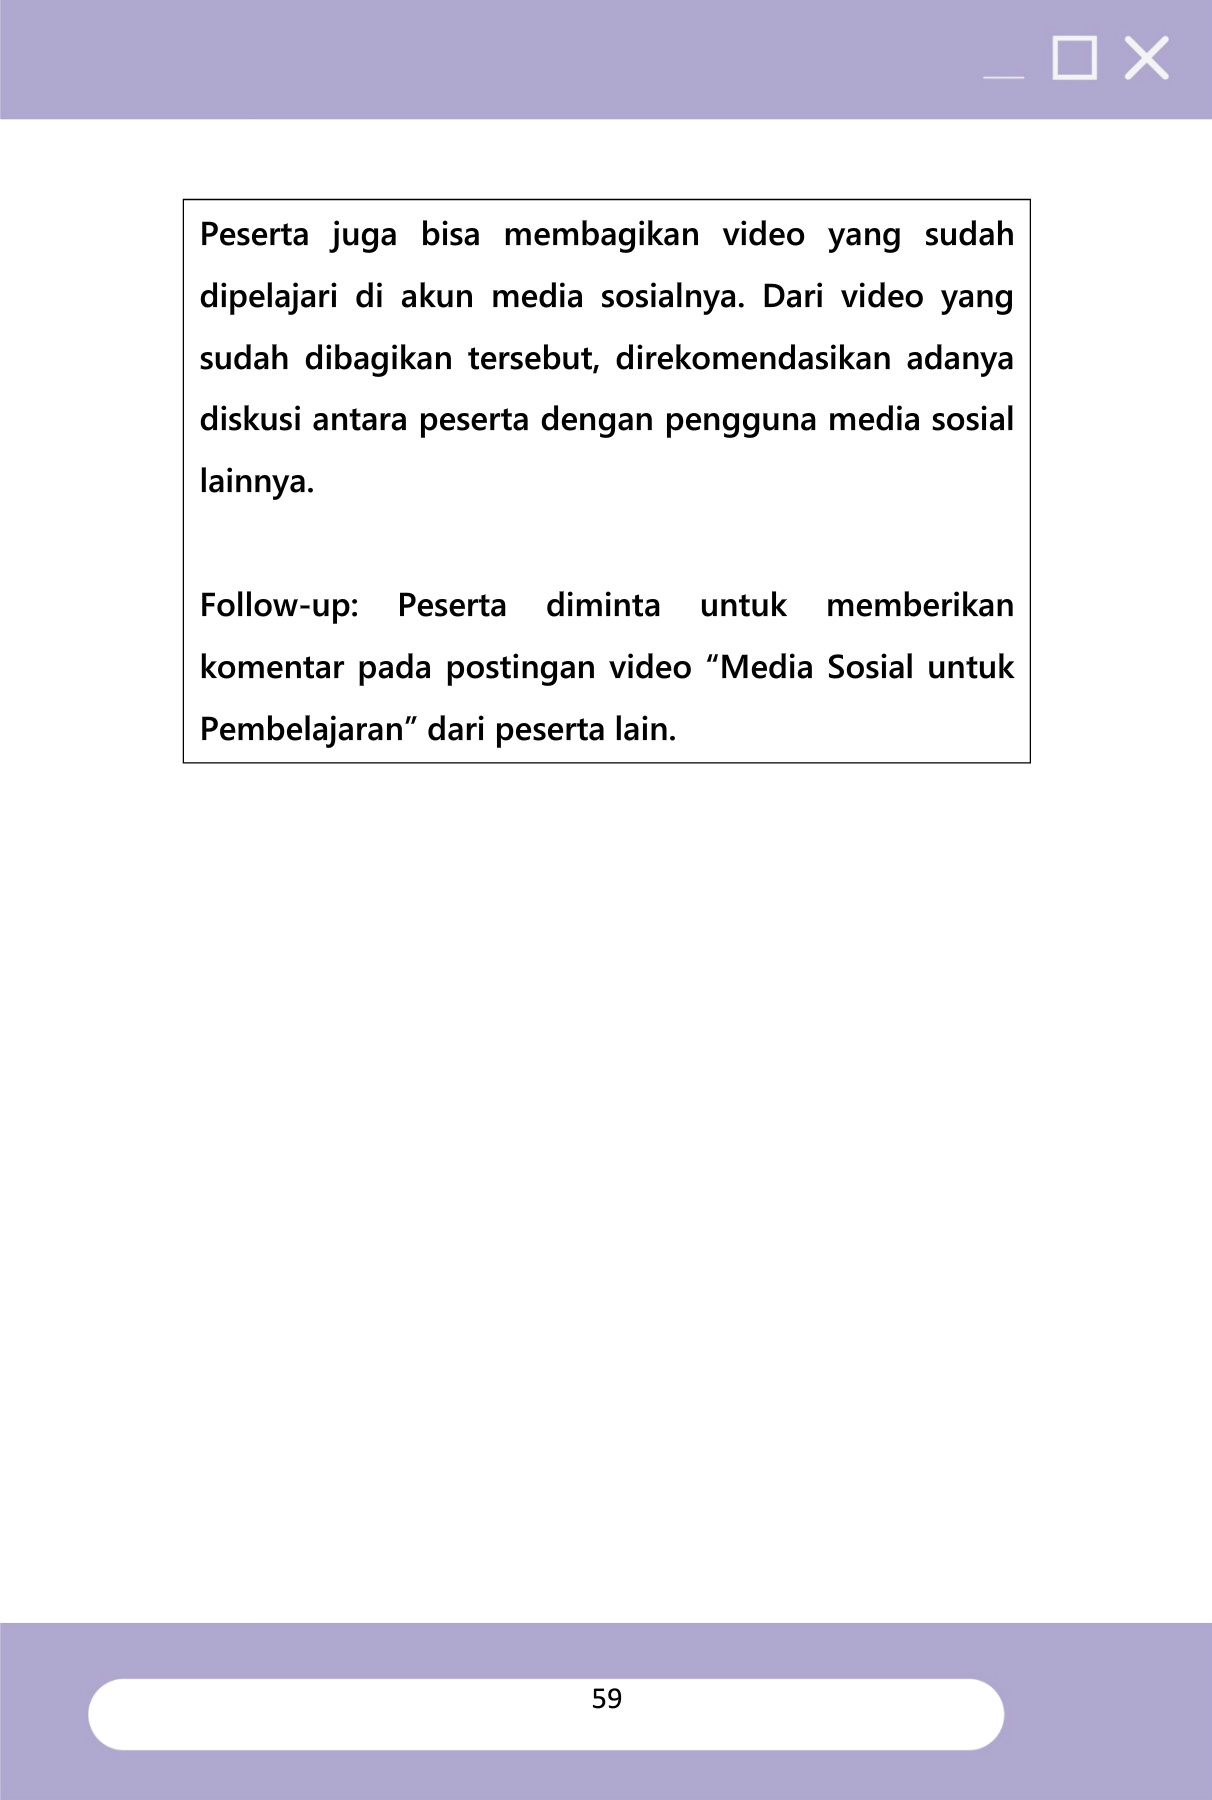 Peserta juga bisa membagikan video yang sudah
dipelajari di akun media sosialnya. Dari video yang
sudah dibagikan tersebut, direkomendasikan adanya
diskusi antara peserta dengan pengguna media sosial
lainnya.
Follow-up: Peserta diminta untuk memberikan
komentar pada postingan video “Media Sosial untuk
Pembelajaran” dari peserta lain.
59